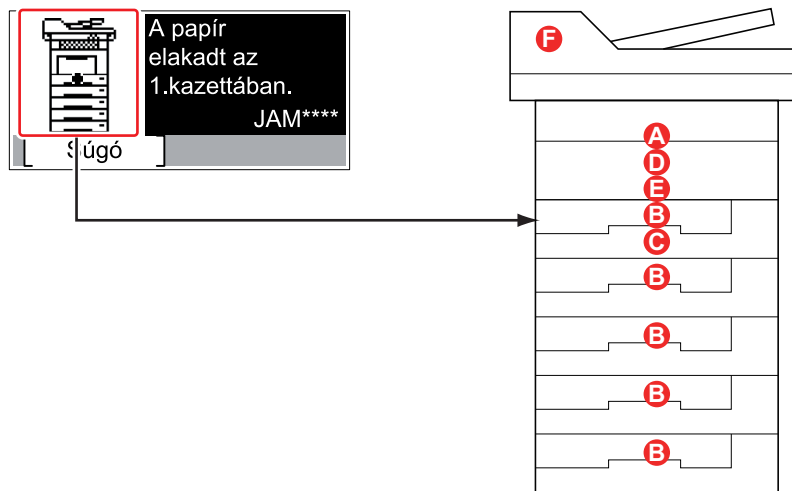 A papír
elakadt az
1.kazettában.
JAM****
Súgó
F
A
D
E
B
C
B
B
B
B